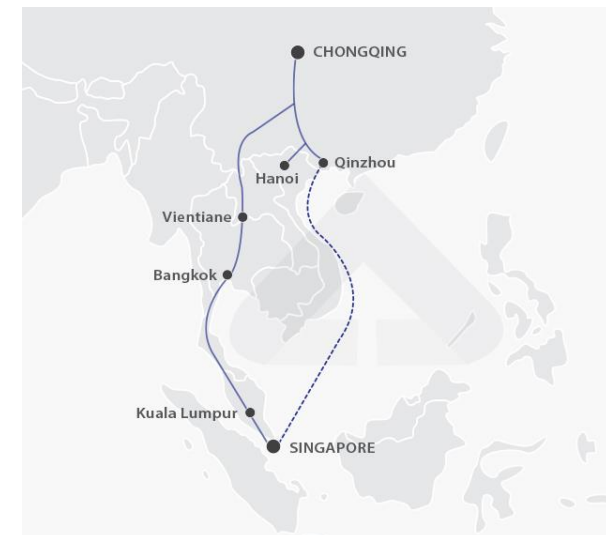 CHONGQING
Qinzhou
Hanoi
Vientiane
Bangkok
Kuala Lumpur
SINGAPORE